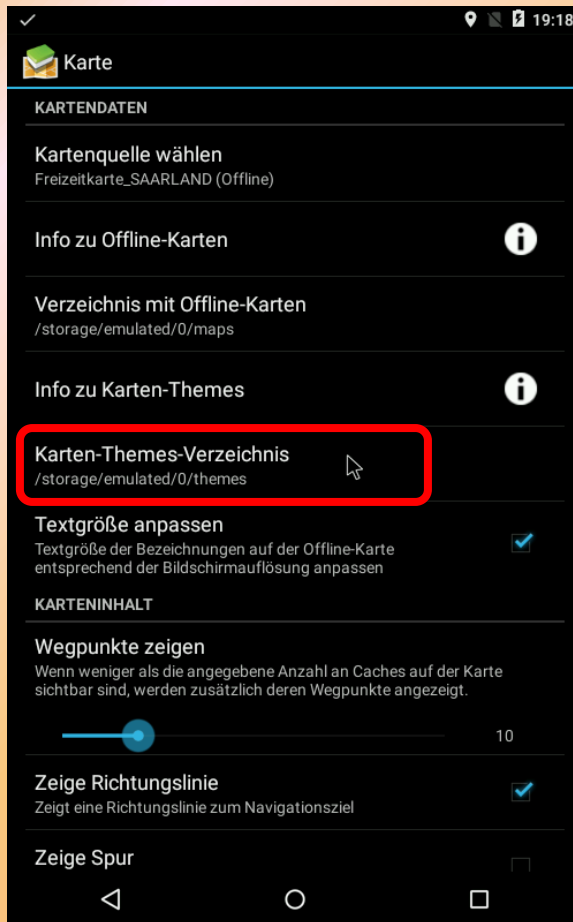 19:18
Karte
KARTENDATEN
Kartenquelle wählen
Freizeitkarte_SAARLAND (Offline)
Info zu Offline-Karten
Verzeichnis mit Offline-Karten
/storage/emulated/0/maps
Info zu Karten-Themes
Karten-Themes-Verzeichnis
/storage/emulated/0/themes
Textgröße anpassen
Textgröße der Bezeichnungen auf der Offline-Karte
entsprechend der Bildschirmauflösung anpassen
KARTENINHALT
Wegpunkte zeigen
Wenn weniger als die angegebene Anzahl an Caches auf der Karte
sichtbar sind, werden zusätzlich deren Wegpunkte angezeigt.
10
Zeige Richtungslinie
Zeigt eine Richtungslinie zum Navigationsziel
Zeige Spur